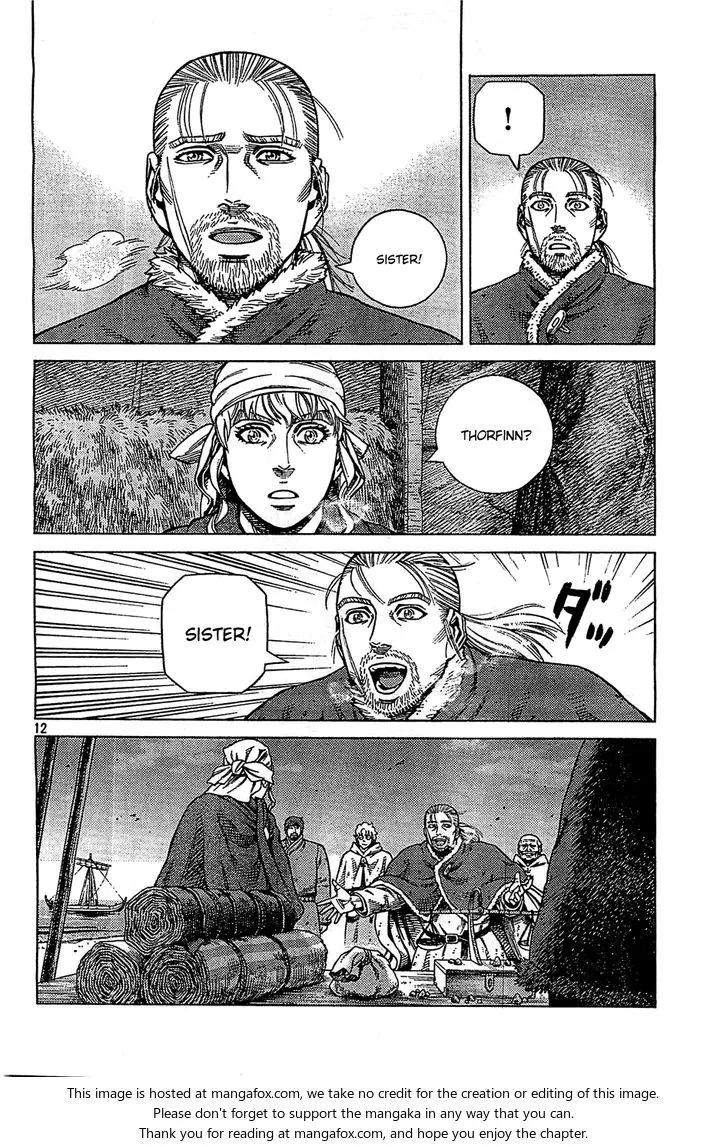 !
SISTER!
THORFINN?
SISTER!
ダッ
12
This image is hosted at mangafox.com, we take no credit for the creation or editing of this image.
Please don't forget to support the mangaka in any way that you can.
Thank you for reading at mangafox.com, and hope you enjoy the chapter.